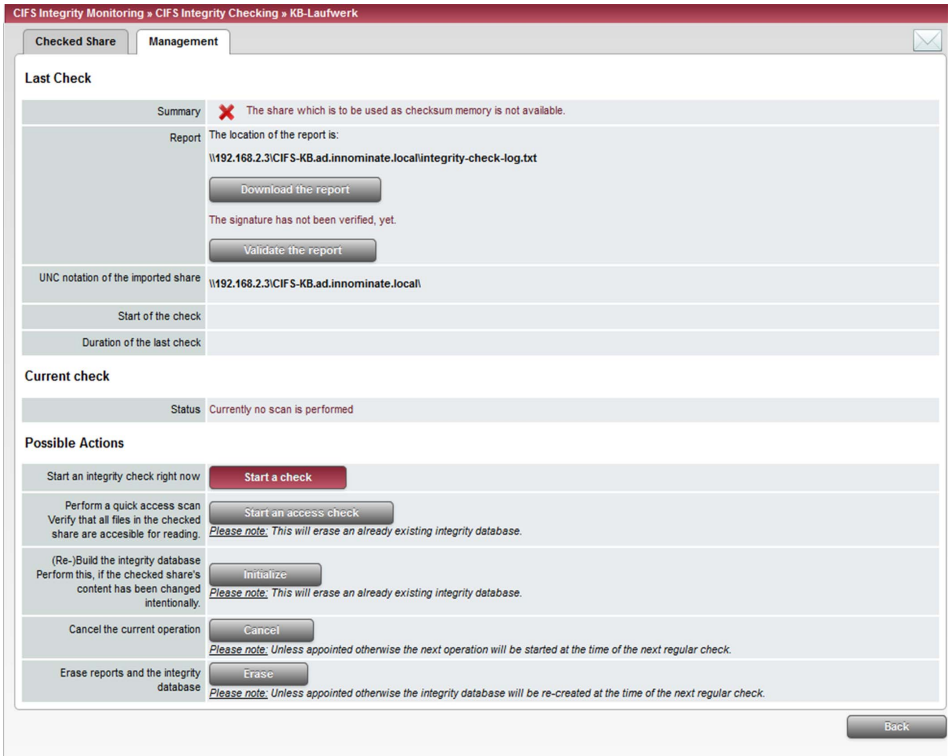 CIFS Integrity Monitoring » CIFS Integrity Checking » KB-Laufwerk
Checked Share
Management
Last Check
Summary
The share which is to be used as checksum memory is not available.
Report
The location of the report is:
\\192.168.2.3\CIFS-KB.ad.innominate.local\integrity-check-log.txt
Download the report
The signature has not been verified, yet.
Validate the report
UNC notation of the imported share
\\192.168.2.3\CIFS-KB.ad.innominate.local\
Start of the check
Duration of the last check
Current check
Status
Currently no scan is performed
Possible Actions
Start an integrity check right now
Start a check
Perform a quick access scan
Verify that all files in the checked
share are accesible for reading.
Start an access check
Please note: This will erase an already existing integrity database.
(Re-)Build the integrity database
Perform this, if the checked share's
content has been changed
intentionally.
Initialize
Please note: This will erase an already existing integrity database.
Cancel the current operation
Cancel
Please note: Unless appointed otherwise the next operation will be started at the time of the next regular check.
Erase reports and the integrity
database
Erase
Please note: Unless appointed otherwise the integrity database will be re-created at the time of the next regular check.
Back